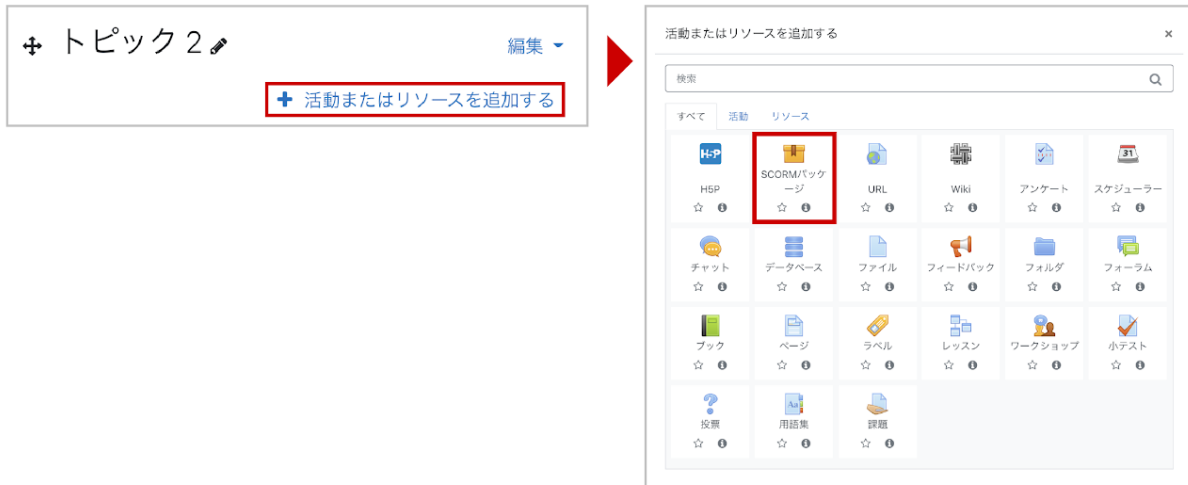 トピック 2
編集
活動またはリソースを追加する
活動またはリソースを追加する
×
検索
すべて 活動 リソース
H5P
H5P
SCORMパッケ
ージ
URL
Wiki
アンケート
31
スケジューラー
チャット
データベース
ファイル
フィードバック
フォルダ
フォーラム
ブック
ページ
ラベル
レッスン
ワークショップ
小テスト
投票
Aa
用語集
課題